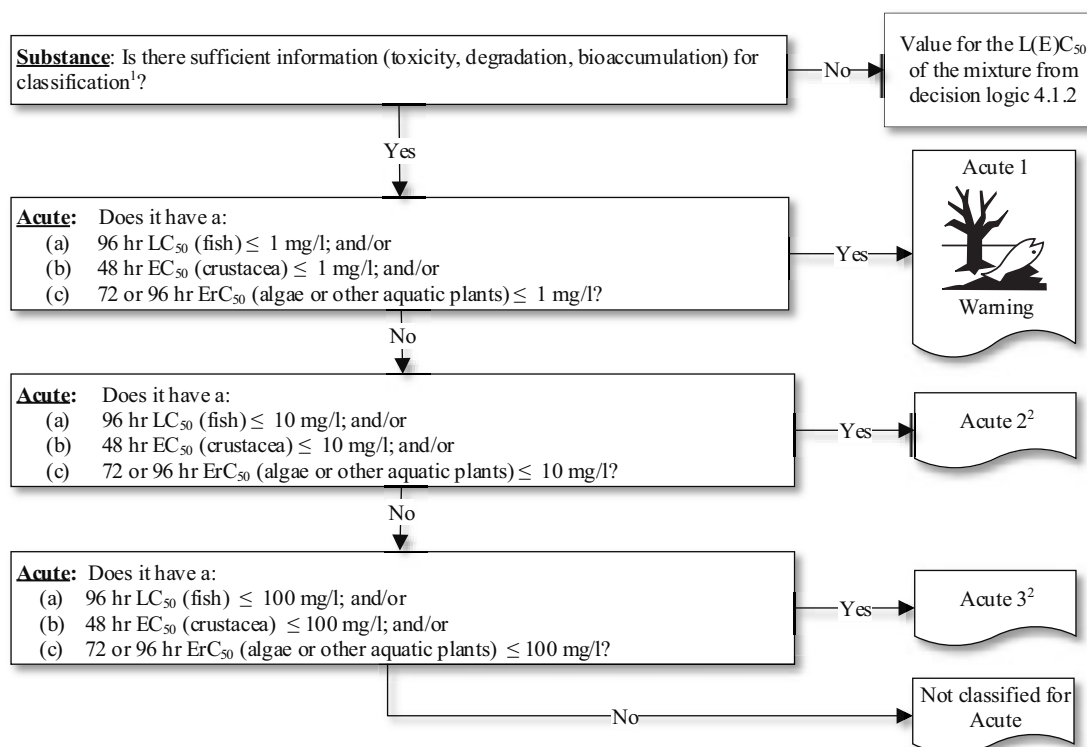 Substance: Is there sufficient information (toxicity, degradation, bioaccumulation) for
classification¹?
No
Value for the L(E)C₅₀
of the mixture from
decision logic 4.1.2
Yes
Acute: Does it have a:
(a) 96 hr LC₅₀ (fish) ≤ 1 mg/l; and/or
(b) 48 hr EC₅₀ (crustacea) ≤ 1 mg/l; and/or
(c) 72 or 96 hr ErC₅₀ (algae or other aquatic plants) ≤ 1 mg/l?
Yes
Acute 1
Warning
No
Acute: Does it have a:
(a) 96 hr LC₅₀ (fish) ≤ 10 mg/l; and/or
(b) 48 hr EC₅₀ (crustacea) ≤ 10 mg/l; and/or
(c) 72 or 96 hr ErC₅₀ (algae or other aquatic plants) ≤ 10 mg/l?
Yes
Acute 2²
No
Acute: Does it have a:
(a) 96 hr LC₅₀ (fish) ≤ 100 mg/l; and/or
(b) 48 hr EC₅₀ (crustacea) ≤ 100 mg/l; and/or
(c) 72 or 96 hr ErC₅₀ (algae or other aquatic plants) ≤ 100 mg/l?
Yes
Acute 3²
No
Not classified for
Acute